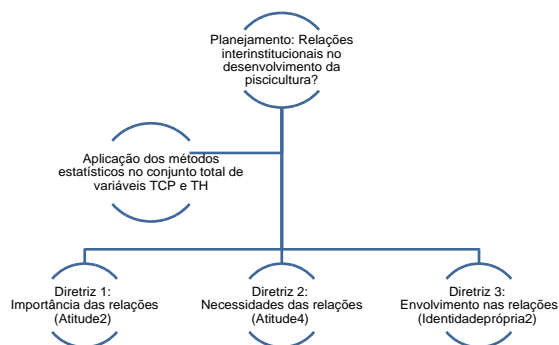 Planejamento: Relações
interinstitucionais no
desenvolvimento da
piscicultura?
Aplicação dos métodos
estatísticos no conjunto total de
variáveis TCP e TH
Diretriz 1:
Importância das relações
(Atitude2)
Diretriz 2:
Necessidades das relações
(Atitude4)
Diretriz 3:
Envolvimento nas relações
(Identidadeprópria2)